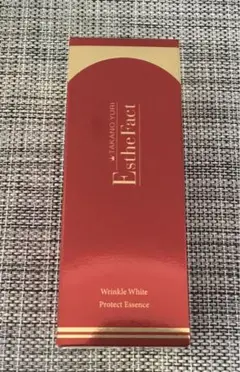 TAKANO YURI
EstheFact
Wrinkle White
Protect Essence